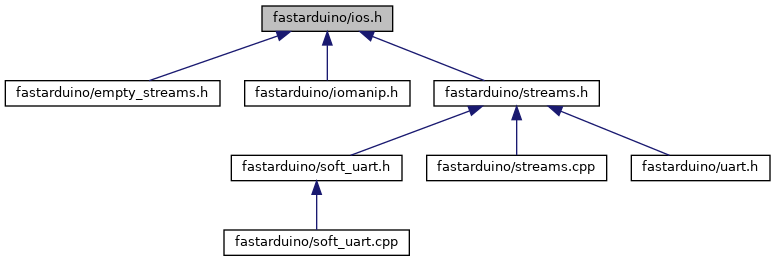 fastarduino/ios.h
fastarduino/empty_streams.h
fastarduino/iomanip.h
fastarduino/streams.h
fastarduino/soft_uart.h
fastarduino/streams.cpp
fastarduino/uart.h
fastarduino/soft_uart.cpp